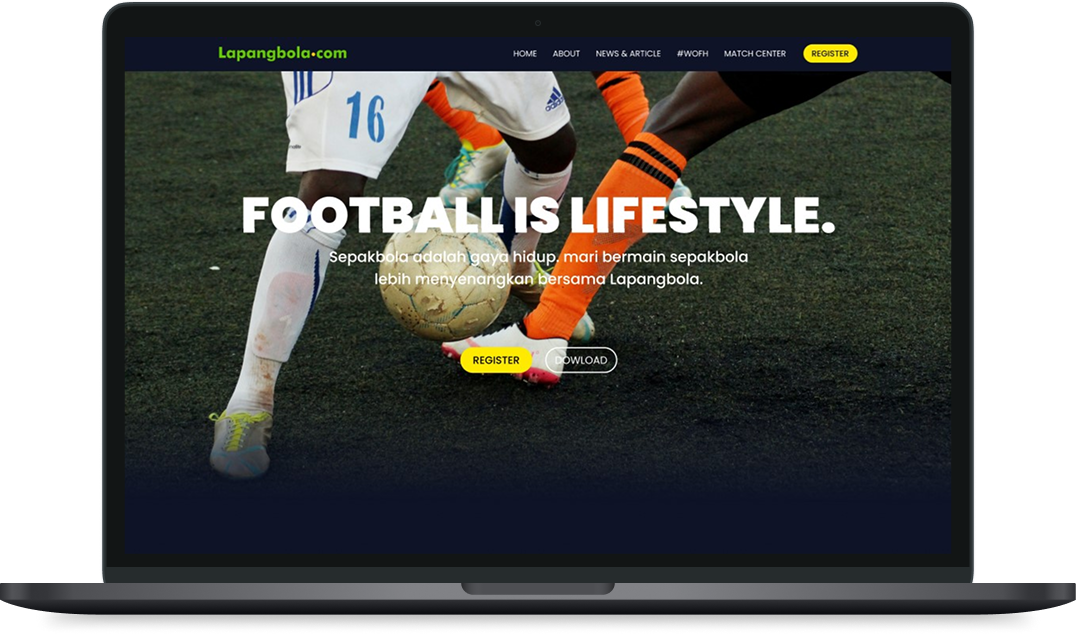 Lapangbola.com
HOME ABOUT NEWS & ARTICLE #WOFH MATCH CENTER REGISTER
16
adidas
FOOTBALL IS LIFESTYLE.
Sepakbola adalah gaya hidup. mari bermain sepakbola
lebih menyenangkan bersama Lapangbola.
REGISTER DOWLOAD